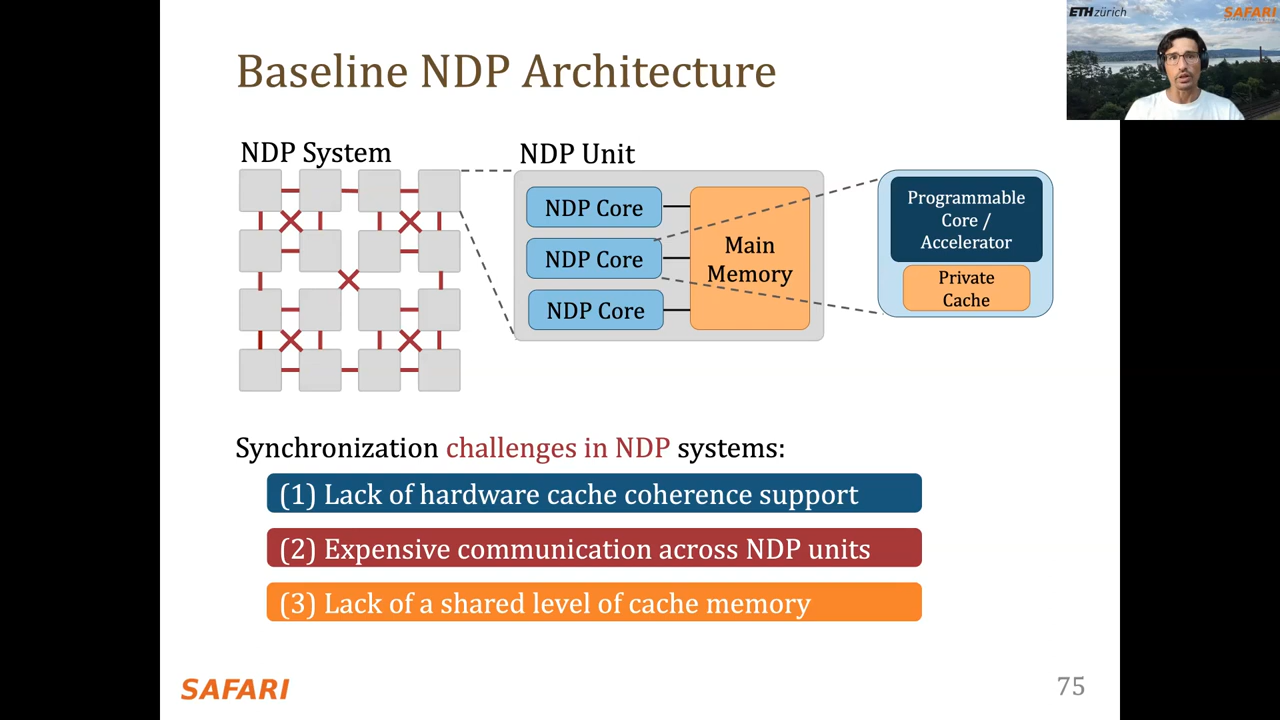 ETH zürich
SAFARI
Baseline NDP Architecture
NDP System
NDP Unit
NDP Core
NDP Core
NDP Core
Main
Memory
Programmable
Core /
Accelerator
Private
Cache
Synchronization challenges in NDP systems:
(1) Lack of hardware cache coherence support
(2) Expensive communication across NDP units
(3) Lack of a shared level of cache memory
SAFARI
75